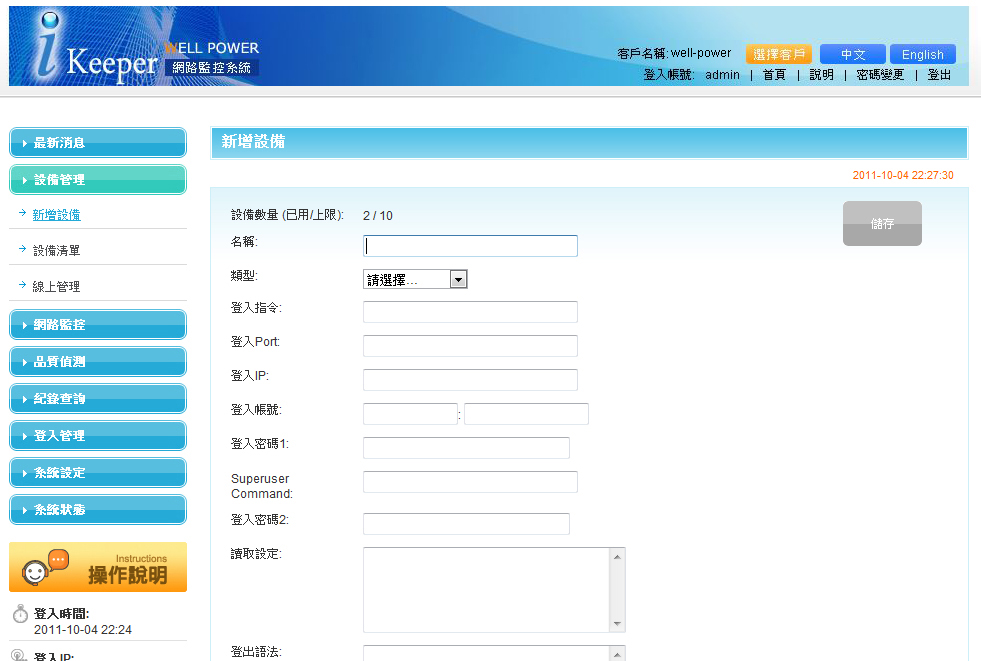 i Keeper
WELL POWER
網路監控系統
客戶名稱: well-power 選擇客戶 中文 English
登入帳號: admin | 首頁 | 說明 | 密碼變更 | 登出
最新消息
設備管理
新增設備
設備清單
線上管理
網路監控
品質偵測
紀錄查詢
登入管理
系統設定
系統狀態
Instructions
操作說明
登入時間:
2011-10-04 22:24
登入IP:
新增設備
2011-10-04 22:27:30
設備數量 (已用/上限): 2 / 10
儲存
名稱:
類型: 請選擇...
登入指令:
登入Port:
登入IP:
登入帳號: :
登入密碼1:
Superuser
Command:
登入密碼2:
讀取設定:
登出語法: